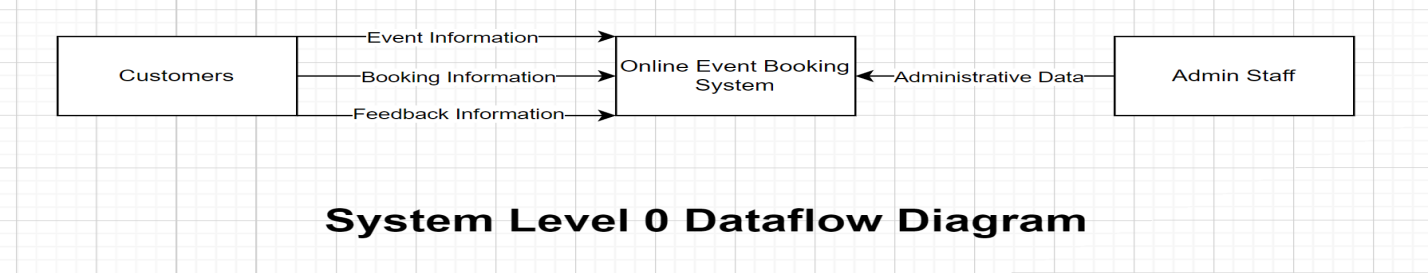 Event Information
Customers
Booking Information
Online Event Booking
System
Administrative Data
Admin Staff
Feedback Information
System Level 0 Dataflow Diagram